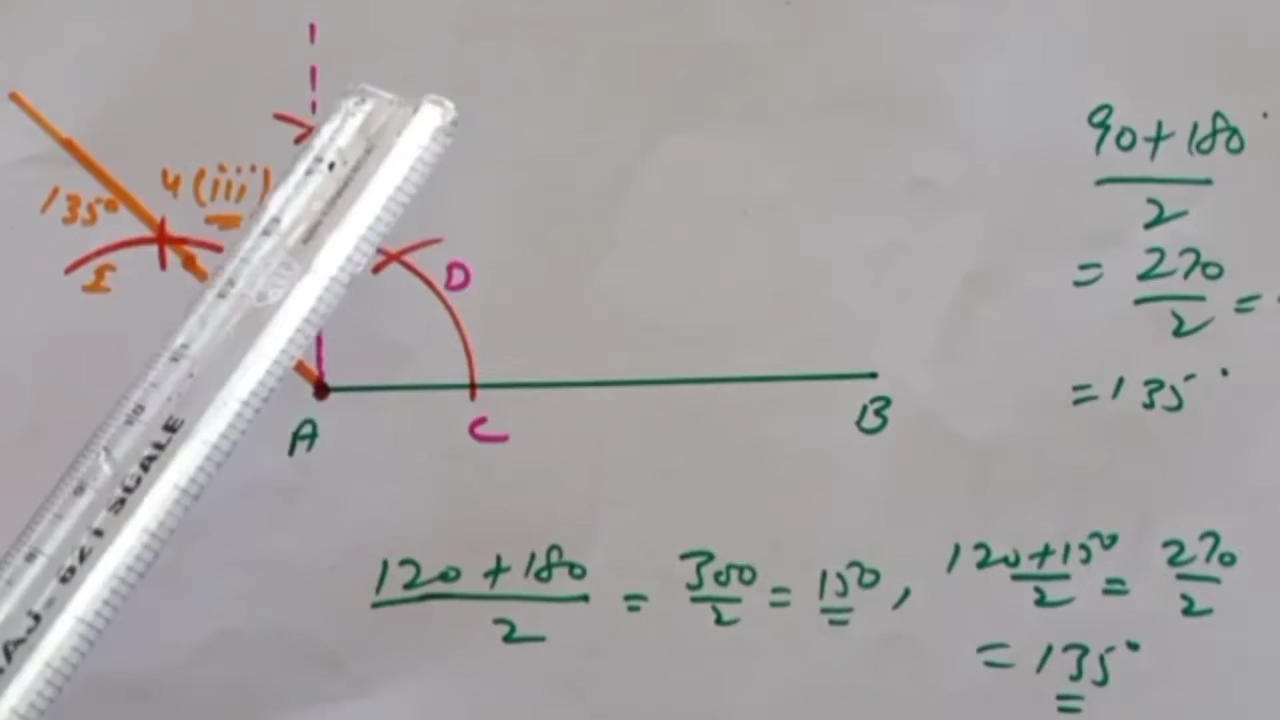 135°
4(iii)
I
D
A
C
B
SCALE
90+180°
2
= 270
2 =
=135°
120+180
2
= 300
2
= 150,
120+150
2
= 270
2
= 135°